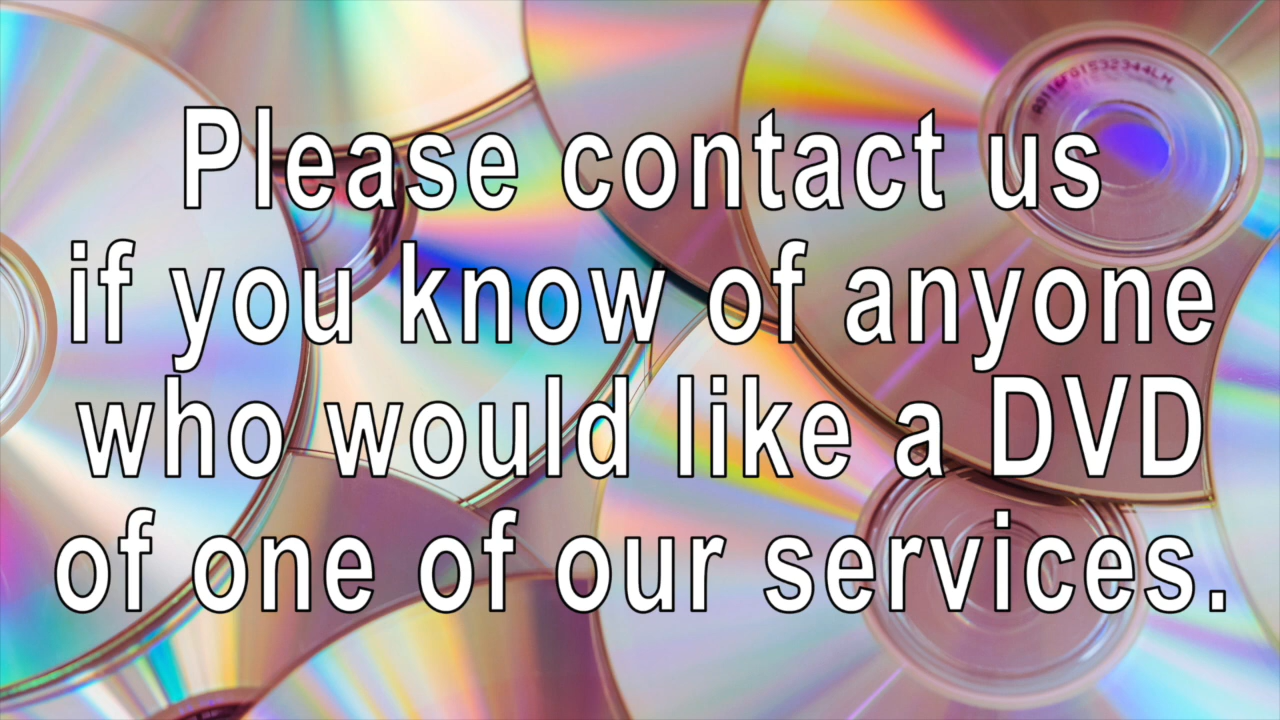 Please contact us
if you know of anyone
who would like a DVD
of one of our services.